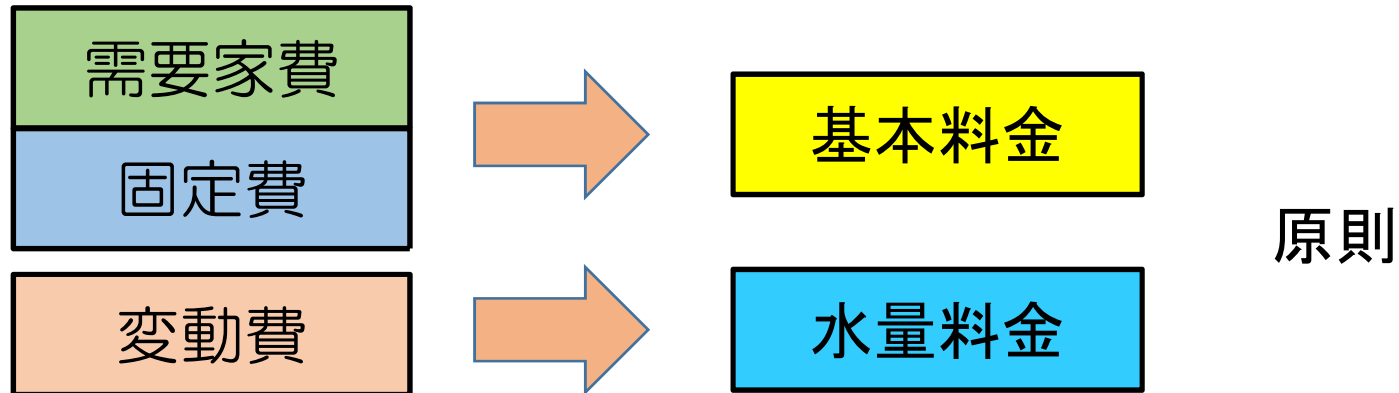 需要家費
固定費
変動費
基本料金
水量料金
原則